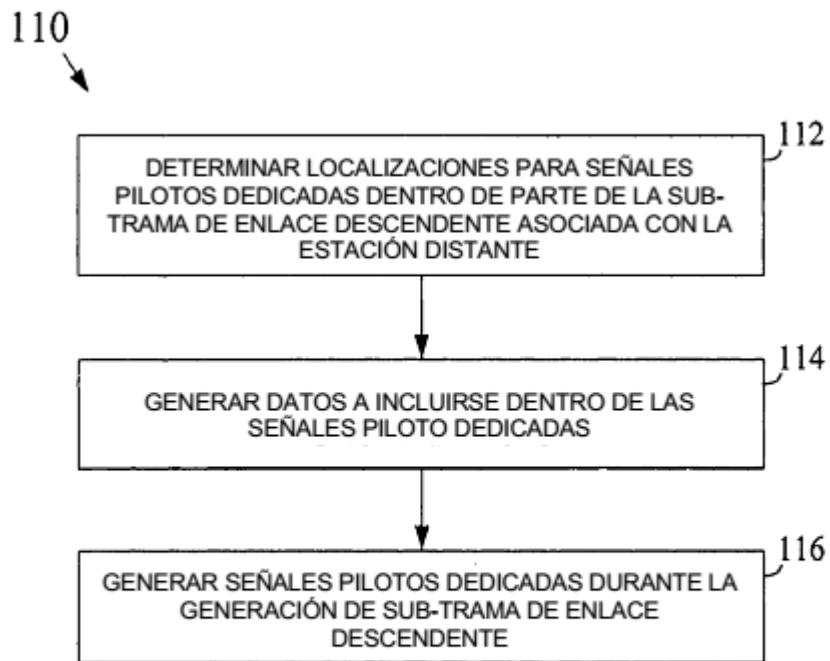 110
112
DETERMINAR LOCALIZACIONES PARA SEÑALES
PILOTOS DEDICADAS DENTRO DE PARTE DE LA SUB-
TRAMA DE ENLACE DESCENDENTE ASOCIADA CON LA
ESTACIÓN DISTANTE
114
GENERAR DATOS A INCLUIRSE DENTRO DE LAS
SEÑALES PILOTO DEDICADAS
116
GENERAR SEÑALES PILOTOS DEDICADAS DURANTE LA
GENERACIÓN DE SUB-TRAMA DE ENLACE
DESCENDENTE